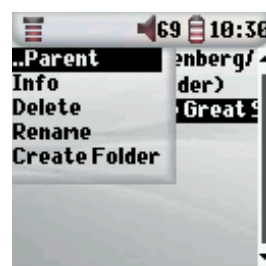 69 10:30
..Parent
enberg/
Info
der)
Delete
Great S
Rename
Create Folder